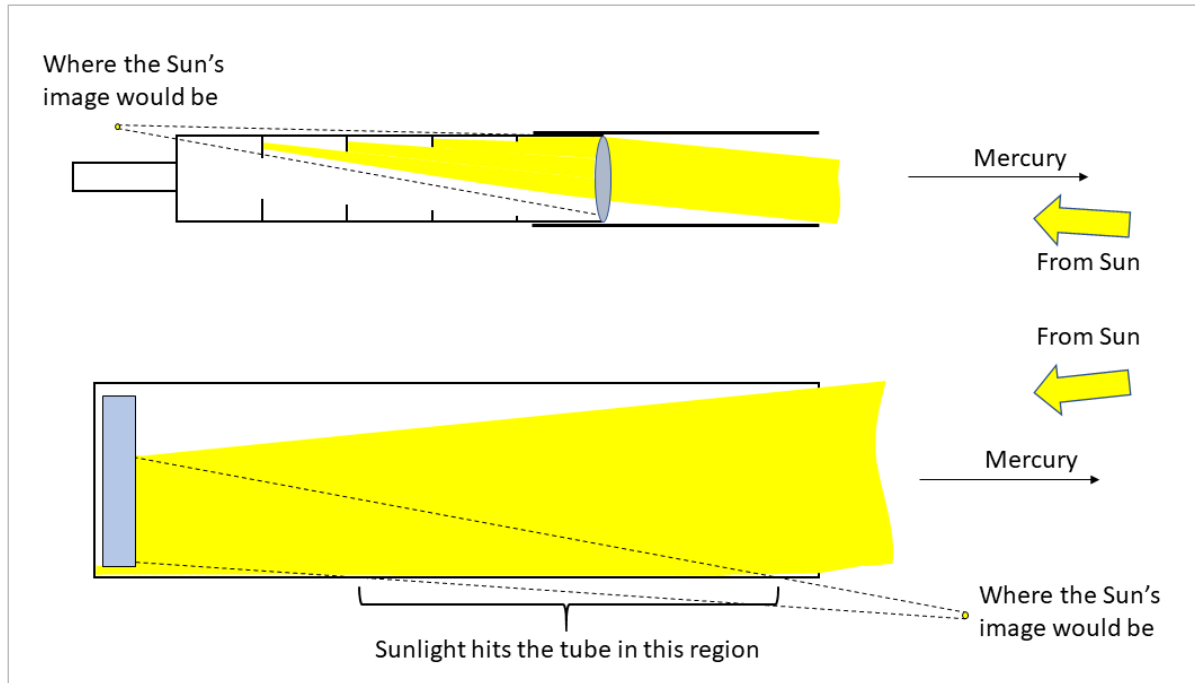 Where the Sun’s
image would be
Mercury
From Sun
From Sun
Mercury
Where the Sun’s
image would be
Sunlight hits the tube in this region